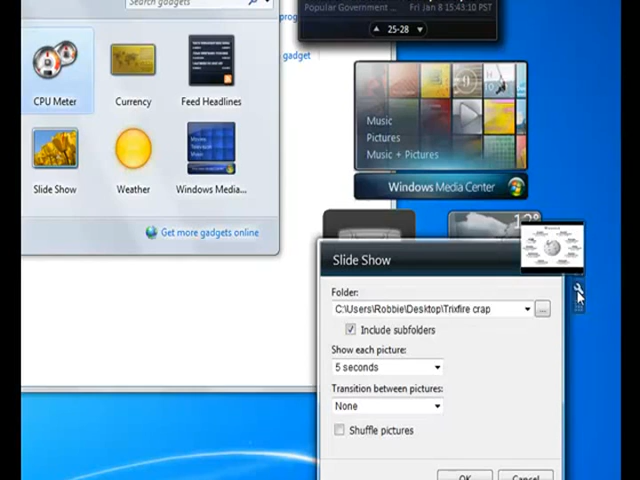 Search gadgets
prog
gadget
CPU Meter
Currency
Feed Headlines
Slide Show
Weather
Windows Media...
Get more gadgets online
Popular Government ...
Fri Jan 8 15:43:10 PST
25-28
Music
Pictures
Music + Pictures
Windows Media Center
12°
Slide Show
Folder:
C:\Users\Robbie\Desktop\Trixfire crap
...
Include subfolders
Show each picture:
5 seconds
Transition between pictures:
None
Shuffle pictures
OK
Cancel